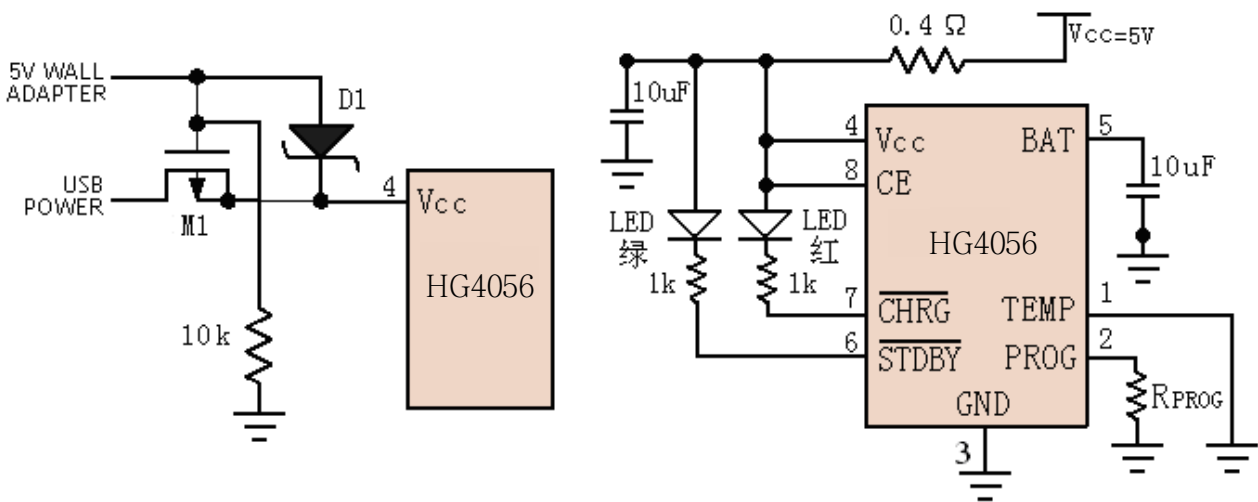 5V WALL
ADAPTER
D1
USB
POWER
M1
4
Vcc
HG4056
10k
0.4 Ω
Vcc=5V
10uF
4
Vcc
BAT
5
8
CE
10uF
LED
绿
LED
红
HG4056
1k
1k
7
CHRG
TEMP
1
6
STDBY
PROG
2
GND
RPROG
3